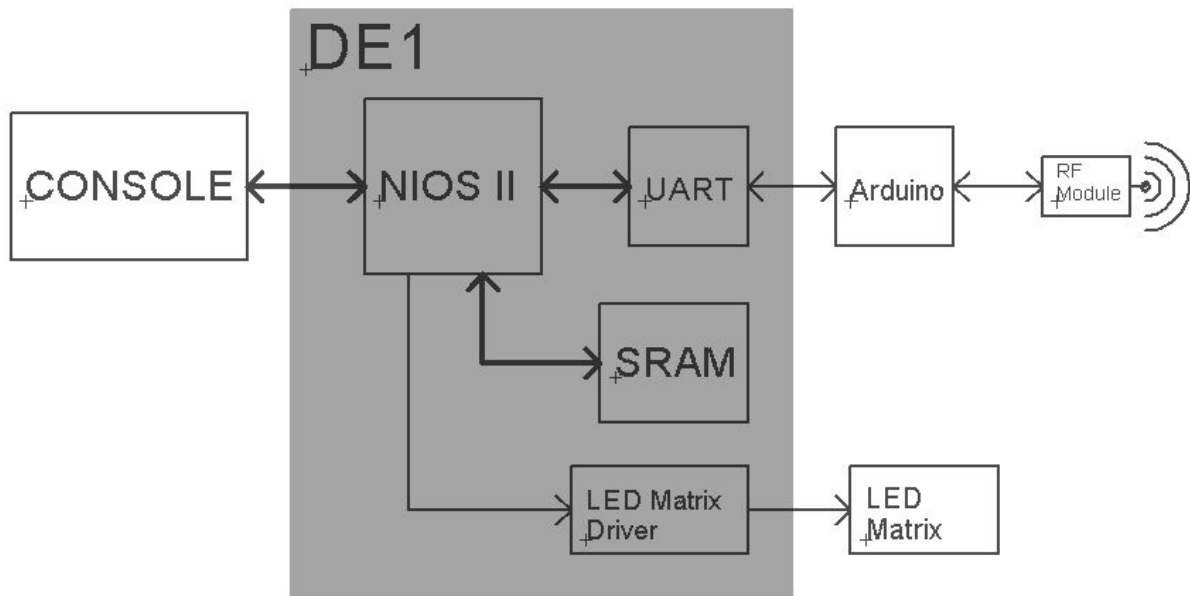 DE1
CONSOLE
NIOS II
UART
Arduino
RF
Module
SRAM
LED Matrix
Driver
LED
Matrix